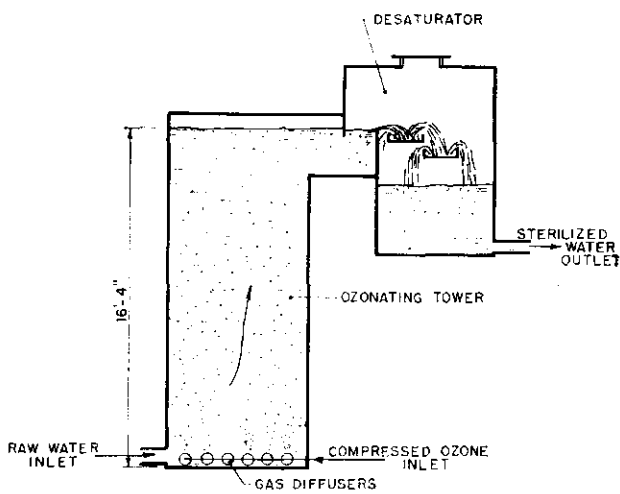 DESATURATOR
STERILIZED
WATER
OUTLET
16'-4"
OZONATING TOWER
RAW WATER
INLET
COMPRESSED OZONE
INLET
GAS DIFFUSERS